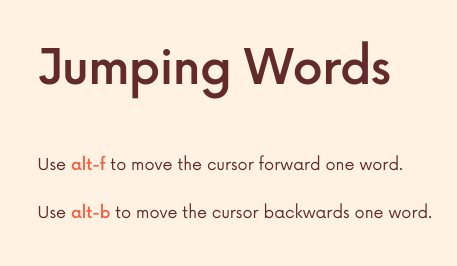 Jumping Words
Use alt-f to move the cursor forward one word.
Use alt-b to move the cursor backwards one word.